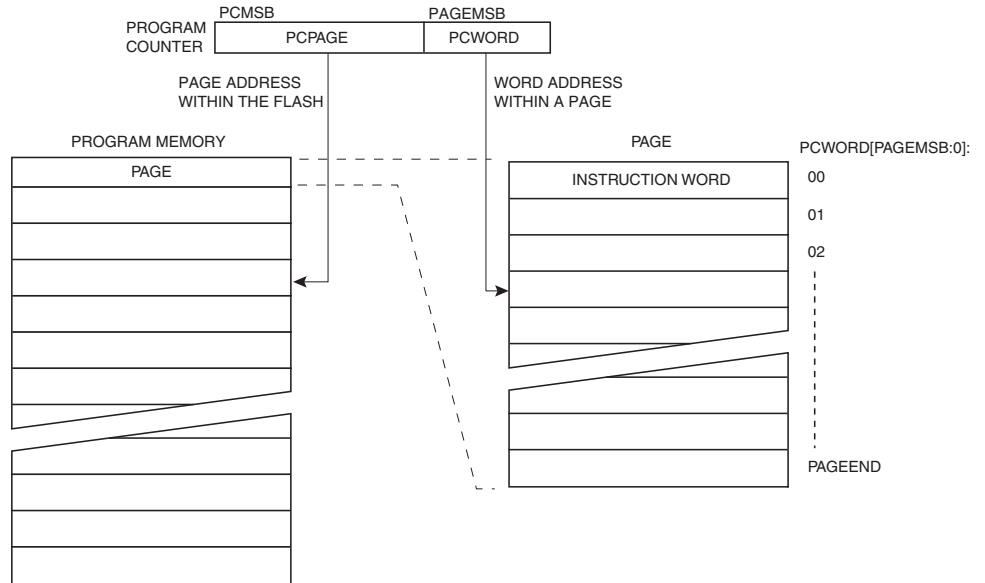 PCMSB
PAGEMSB
PROGRAM
COUNTER
PCPAGE
PCWORD
PAGE ADDRESS
WITHIN THE FLASH
WORD ADDRESS
WITHIN A PAGE
PROGRAM MEMORY
PAGE
PAGE
PCWORD[PAGEMSB:0]:
INSTRUCTION WORD
00
01
02
PAGEEND